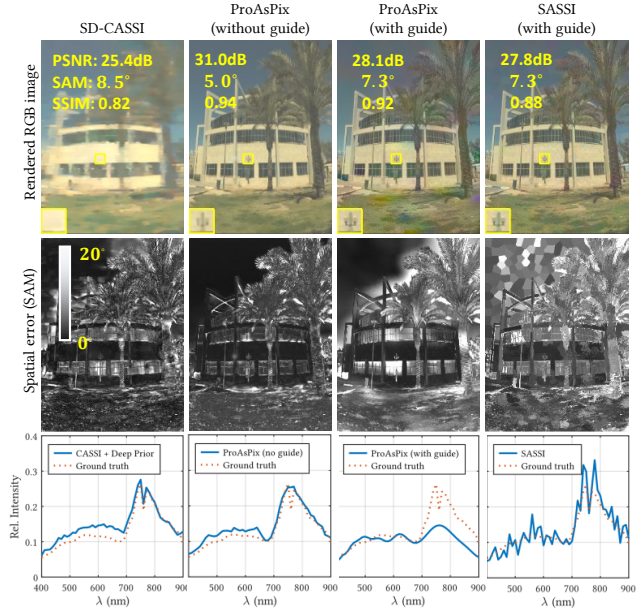 SD-CASSI
ProAsPix
(without guide)
ProAsPix
(with guide)
SASSI
(with guide)
Rendered RGB image
PSNR: 25.4dB
SAM: 8.5°
SSIM: 0.82
31.0dB
5.0°
0.94
28.1dB
7.3°
0.92
27.8dB
7.3°
0.88
Spatial error (SAM)
20°
0°
Rel. Intensity
0.4
0.3
0.2
0.1
0
CASSI + Deep Prior
Ground truth
400 500 600 700 800 900
λ (nm)
ProAsPix (no guide)
Ground truth
400 500 600 700 800 900
λ (nm)
ProAsPix (with guide)
Ground truth
400 500 600 700 800 900
λ (nm)
SASSI
Ground truth
500 600 700 800 900
λ (nm)